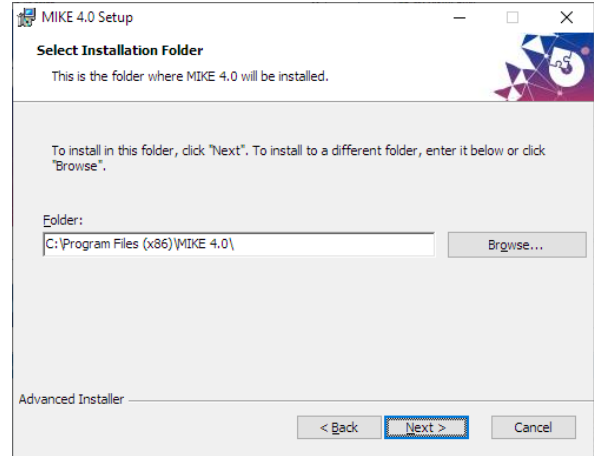 MIKE 4.0 Setup
Select Installation Folder
This is the folder where MIKE 4.0 will be installed.
To install in this folder, click "Next". To install to a different folder, enter it below or click
"Browse".
Folder:
C:\Program Files (x86)\MIKE 4.0\
Browse...
Advanced Installer
< Back
Next >
Cancel